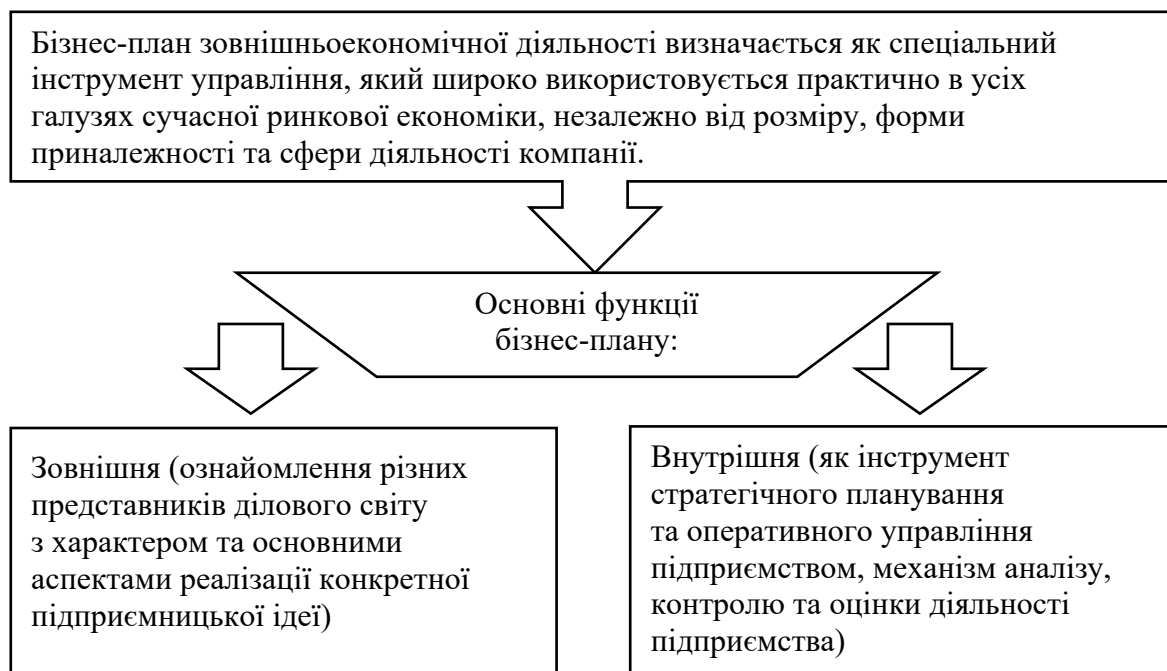 Бізнес-план зовнішньоекономічної діяльності визначається як спеціальний
інструмент управління, який широко використовується практично в усіх
галузях сучасної ринкової економіки, незалежно від розміру, форми
приналежності та сфери діяльності компанії.
Основні функції
бізнес-плану:
Зовнішня (ознайомлення різних
представників ділового світу
з характером та основними
аспектами реалізації конкретної
підприємницької ідеї)
Внутрішня (як інструмент
стратегічного планування
та оперативного управління
підприємством, механізм аналізу,
контролю та оцінки діяльності
підприємства)